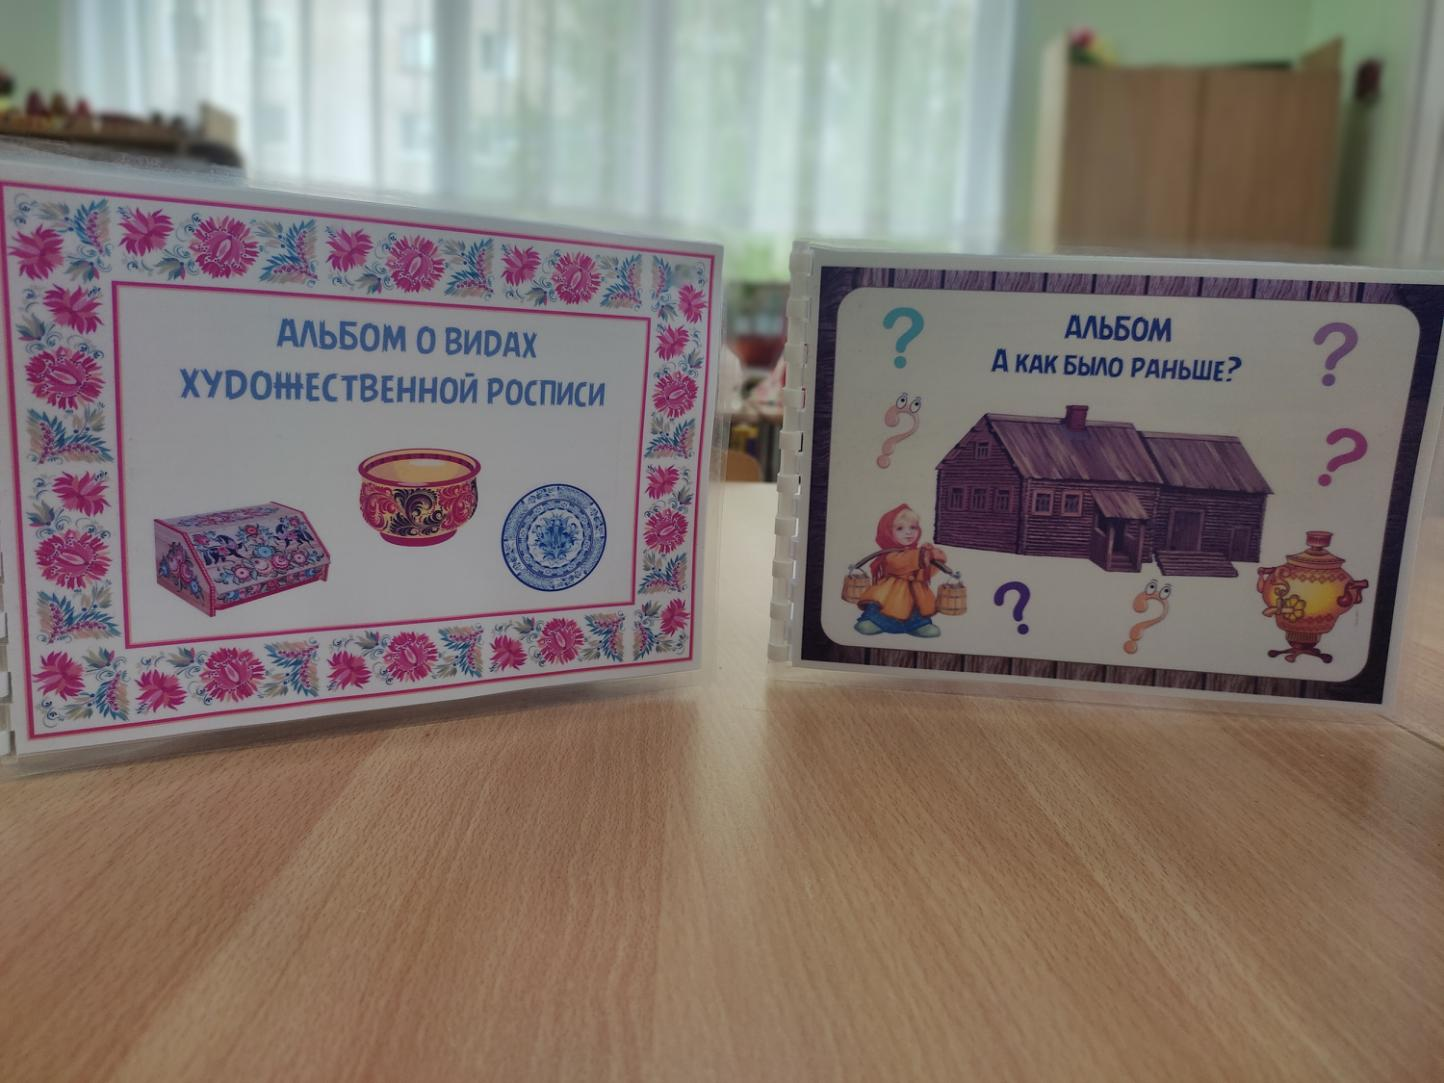 АЛЬБОМ О ВИДАХ
ХУДОЖЕСТВЕННОЙ РОСПИСИ
АЛЬБОМ
А КАК БЫЛО РАНЬШЕ?